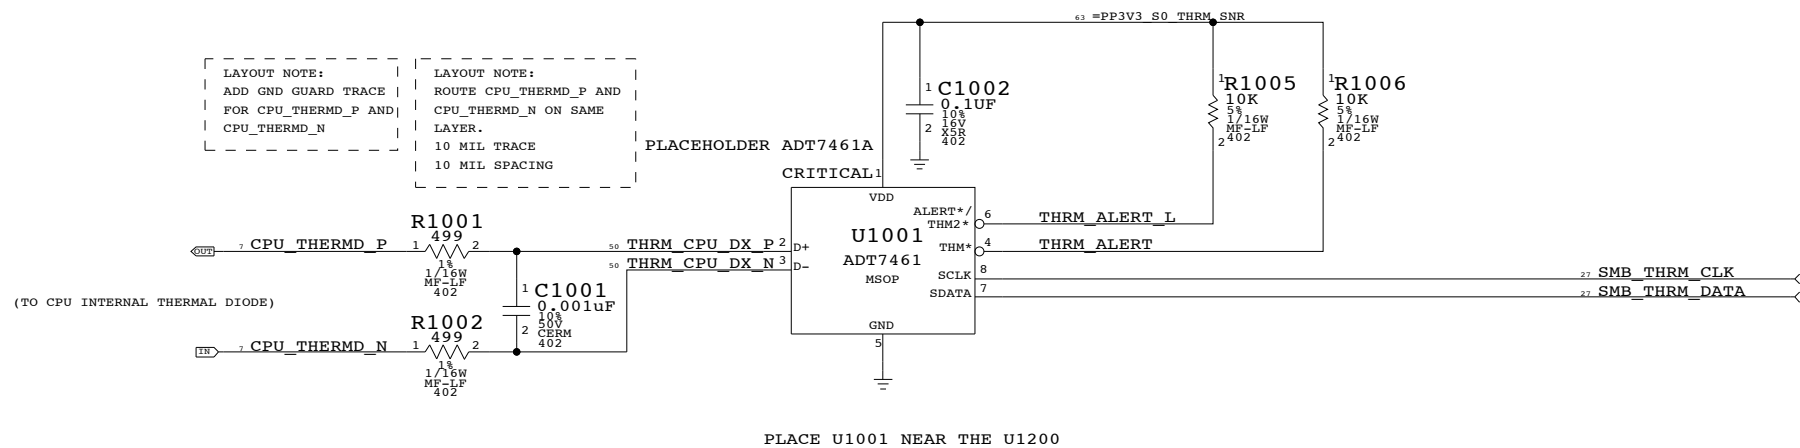 63 =PP3V3_S0_THRM_SNR
LAYOUT NOTE:
ADD GND GUARD TRACE
FOR CPU_THERMD_P AND
CPU_THERMD_N
LAYOUT NOTE:
ROUTE CPU_THERMD_P AND
CPU_THERMD_N ON SAME
LAYER.
10 MIL TRACE
10 MIL SPACING
1
C1002
0.1UF
10%
16V
X5R
402
2
1
R1005
10K
5%
1/16W
MF-LF
402
2
1
R1006
10K
5%
1/16W
MF-LF
402
2
PLACEHOLDER ADT7461A
CRITICAL
1
VDD
ALERT*/
THM2*
6
THRM_ALERT_L
U1001
ADT7461
MSOP
THM*
4
THRM_ALERT
SCLK
8
27 SMB_THRM_CLK
SDATA
7
27 SMB_THRM_DATA
GND
5
R1001
499
OUT
7 CPU_THERMD_P
1
2
1%
1/16W
MF-LF
402
50 THRM_CPU_DX_P
2
D+
50 THRM_CPU_DX_N
3
D-
(TO CPU INTERNAL THERMAL DIODE)
1
C1001
0.001uF
10%
50V
CERM
402
2
R1002
499
IN
7 CPU_THERMD_N
1
2
1%
1/16W
MF-LF
402
PLACE U1001 NEAR THE U1200